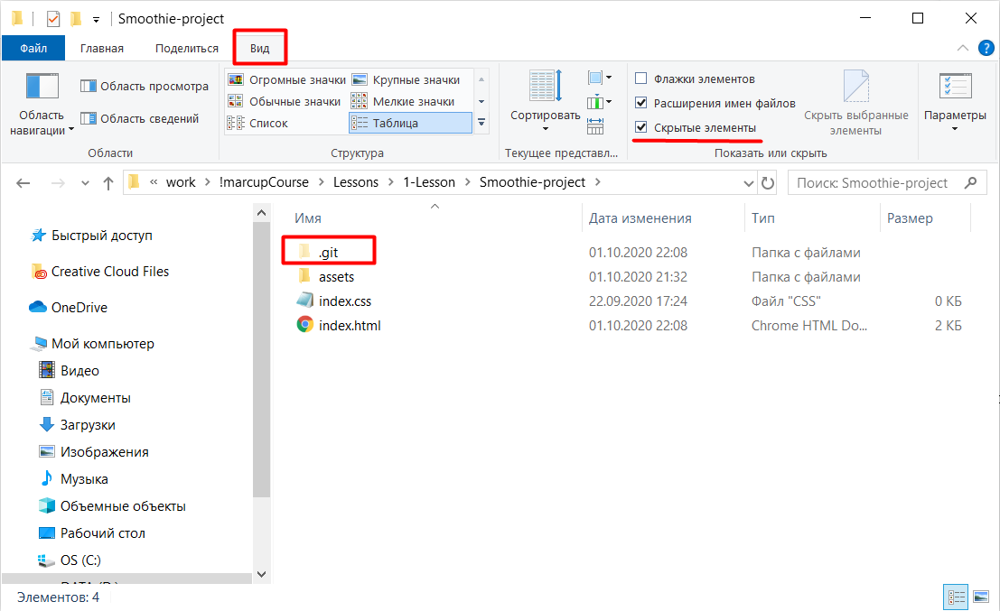 Smoothie-project
Файл Главная Поделиться Вид
Область навигации
Область просмотра
Область сведений
Области
Огромные значки Крупные значки
Обычные значки Мелкие значки
Список Таблица
Структура
Сортировать
Текущее представл...
Флажки элементов
Расширения имен файлов
Скрытые элементы
Скрыть выбранные элементы
Показать или скрыть
Параметры
« work > !marcupCourse > Lessons > 1-Lesson > Smoothie-project >
Поиск: Smoothie-project
Быстрый доступ
Creative Cloud Files
OneDrive
Мой компьютер
Видео
Документы
Загрузки
Изображения
Музыка
Объемные объекты
Рабочий стол
OS (C:)
Имя Дата изменения Тип Размер
.git 01.10.2020 22:08 Папка с файлами
assets 01.10.2020 21:32 Папка с файлами
index.css 22.09.2020 17:24 Файл "CSS" 0 КБ
index.html 01.10.2020 22:08 Chrome HTML Do... 2 КБ
Элементов: 4